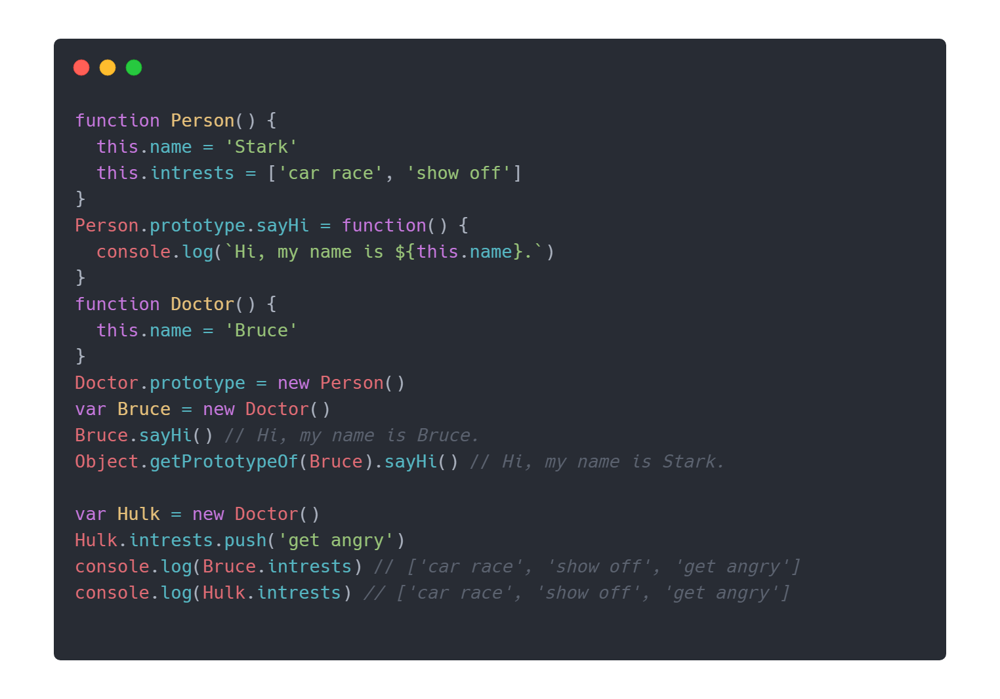 function Person() {
  this.name = 'Stark'
  this.intrests = ['car race', 'show off']
}
Person.prototype.sayHi = function() {
  console.log(`Hi, my name is ${this.name}.`)
}
function Doctor() {
  this.name = 'Bruce'
}
Doctor.prototype = new Person()
var Bruce = new Doctor()
Bruce.sayHi() // Hi, my name is Bruce.
Object.getPrototypeOf(Bruce).sayHi() // Hi, my name is Stark.

var Hulk = new Doctor()
Hulk.intrests.push('get angry')
console.log(Bruce.intrests) // ['car race', 'show off', 'get angry']
console.log(Hulk.intrests) // ['car race', 'show off', 'get angry']